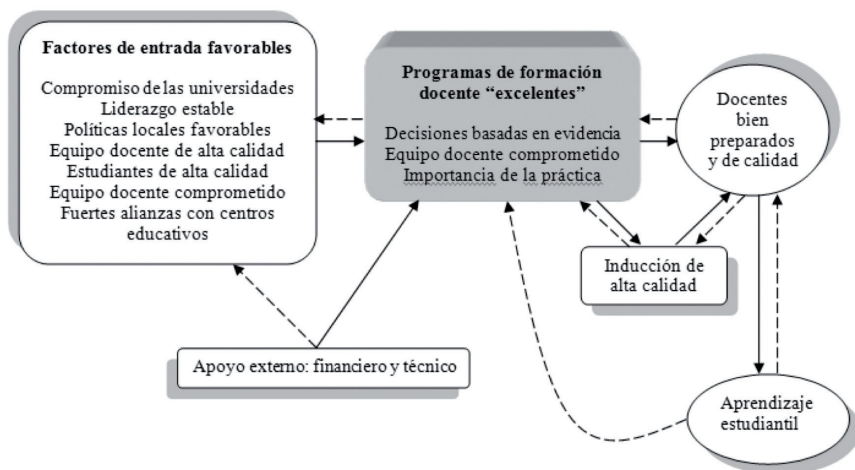 Factores de entrada favorables
Compromiso de las universidades
Liderazgo estable
Políticas locales favorables
Equipo docente de alta calidad
Estudiantes de alta calidad
Equipo docente comprometido
Fuertes alianzas con centros
educativos
Programas de formación
docente “excelentes”
Decisiones basadas en evidencia
Equipo docente comprometido
Importancia de la práctica
Docentes
bien
preparados
y de calidad
Inducción de
alta calidad
Apoyo externo: financiero y técnico
Aprendizaje
estudiantil